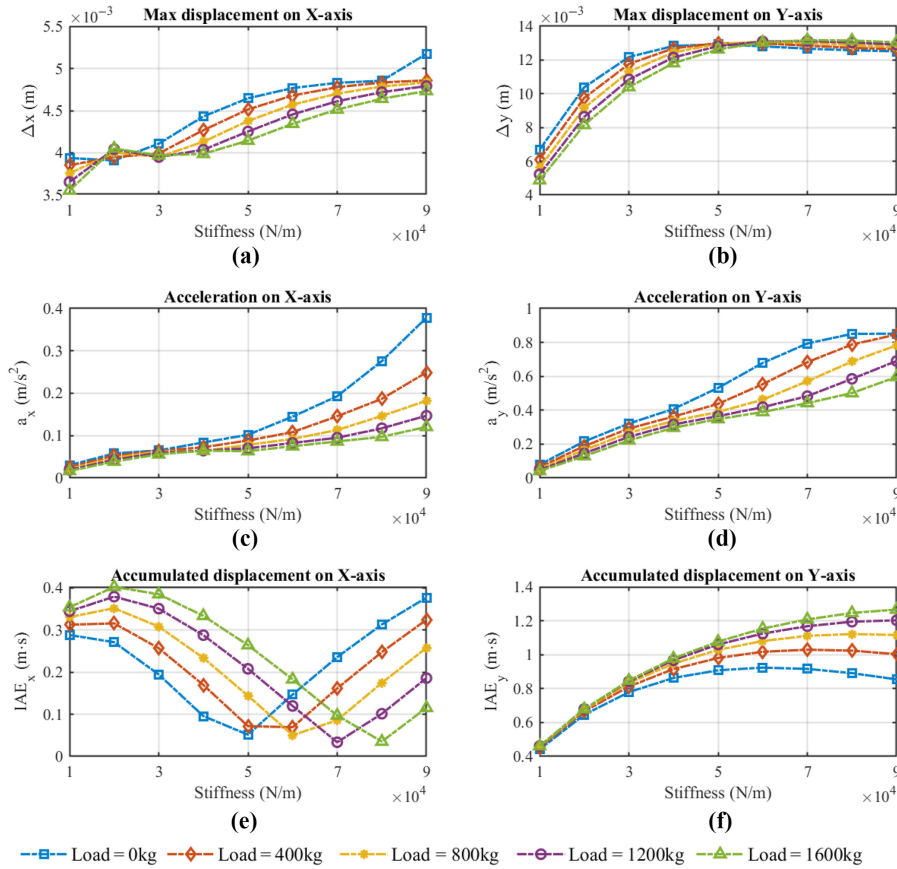 Max displacement on X-axis
×10⁻³
5.5
5
4.5
4
3.5
Δx (m)
1 3 5 7 9
Stiffness (N/m)
×10⁴
(a)
Max displacement on Y-axis
×10⁻³
14
12
10
8
6
4
Δy (m)
1 3 5 7 9
Stiffness (N/m)
×10⁴
(b)
Acceleration on X-axis
0.4
0.3
0.2
0.1
0
aₓ (m/s²)
1 3 5 7 9
Stiffness (N/m)
×10⁴
(c)
Acceleration on Y-axis
1
0.8
0.6
0.4
0.2
0
a_y (m/s²)
1 3 5 7 9
Stiffness (N/m)
×10⁴
(d)
Accumulated displacement on X-axis
0.4
0.3
0.2
0.1
0
IAEₓ (m·s)
1 3 5 7 9
Stiffness (N/m)
×10⁴
(e)
Accumulated displacement on Y-axis
1.4
1.2
1.0
0.8
0.6
0.4
IAE_y (m·s)
1 3 5 7 9
Stiffness (N/m)
×10⁴
(f)
Load = 0kg Load = 400kg Load = 800kg Load = 1200kg Load = 1600kg